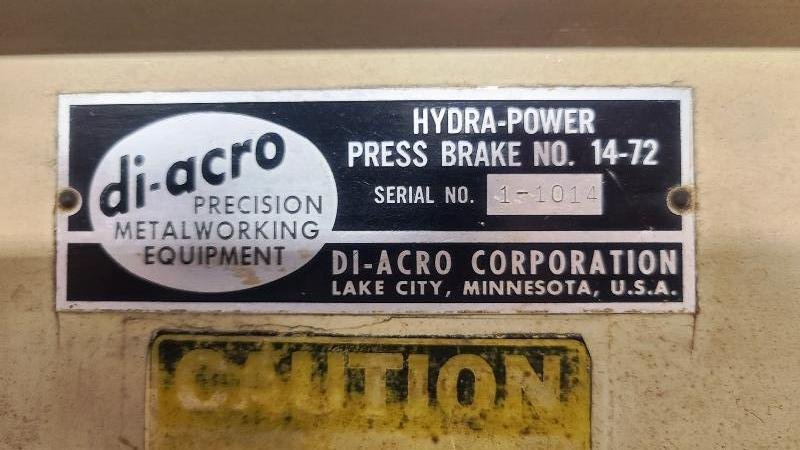 di-acro
PRECISION
METALWORKING
EQUIPMENT
HYDRA-POWER
PRESS BRAKE NO. 14-72
SERIAL NO. 1-1014
DI-ACRO CORPORATION
LAKE CITY, MINNESOTA, U.S.A.
CAUTION